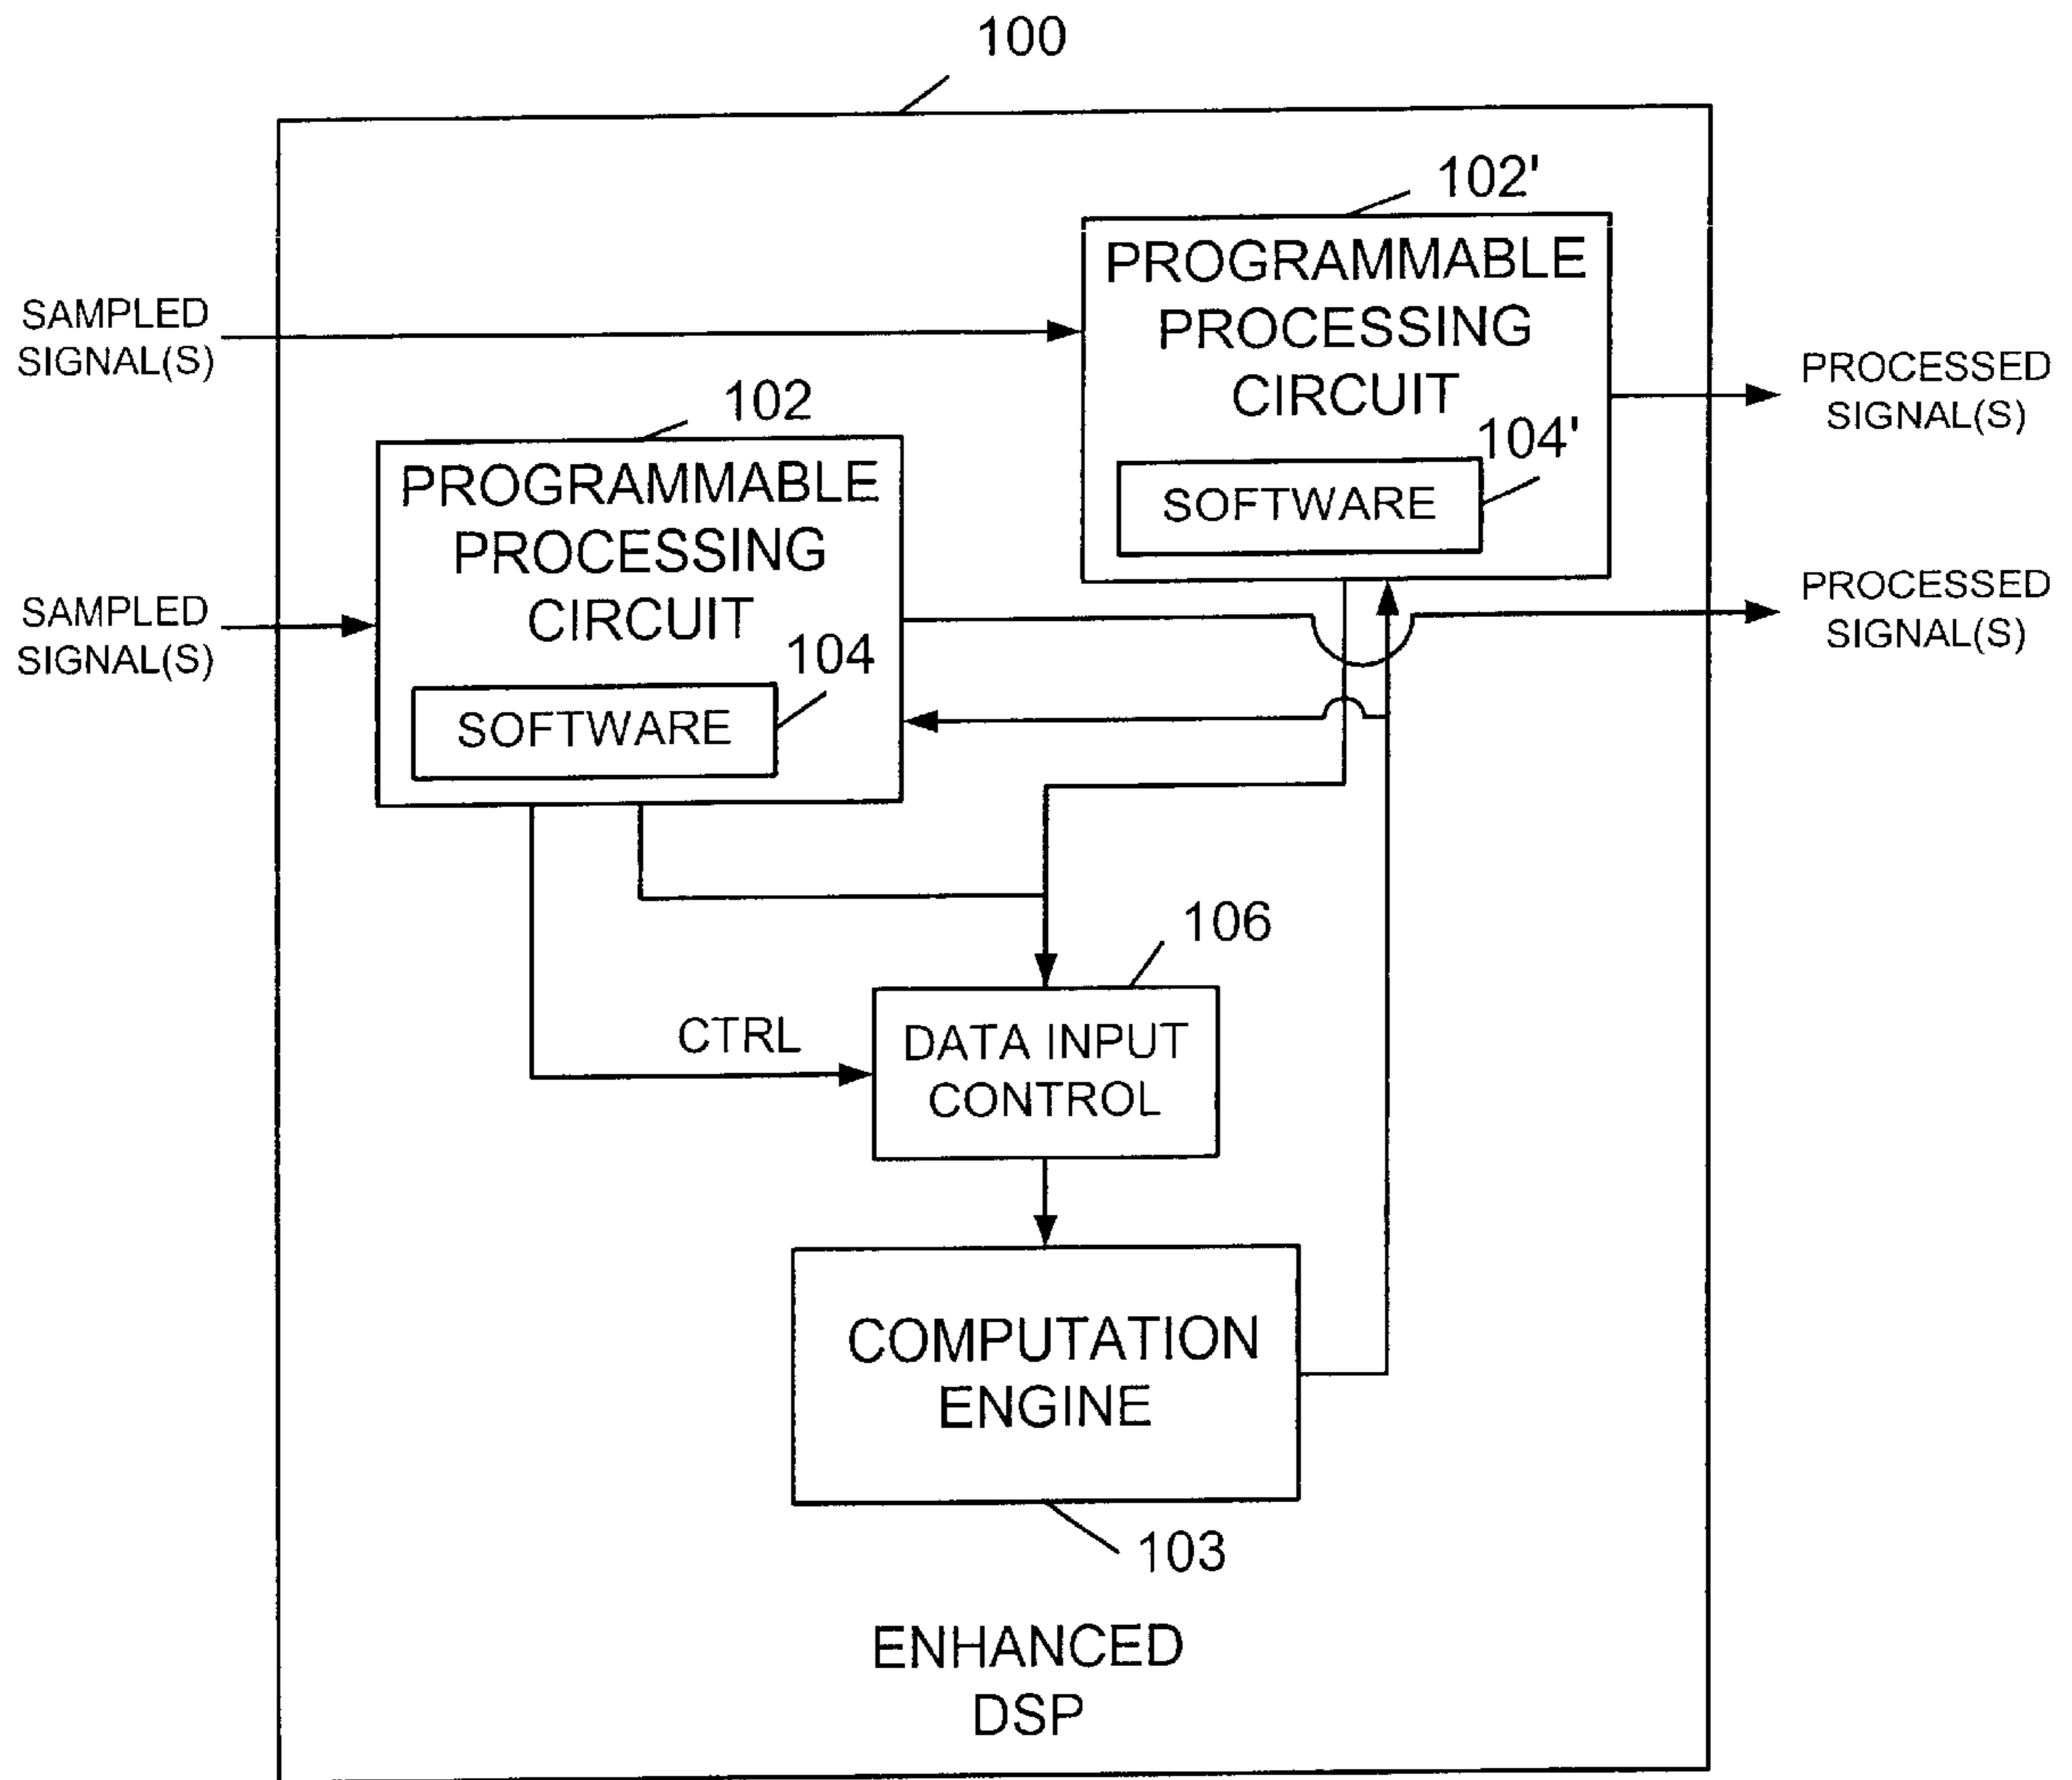 100
102'
PROGRAMMABLE
PROCESSING
CIRCUIT
104'
SOFTWARE
SAMPLED
SIGNAL(S)
PROCESSED
SIGNAL(S)
102
PROGRAMMABLE
PROCESSING
CIRCUIT
104
SOFTWARE
SAMPLED
SIGNAL(S)
PROCESSED
SIGNAL(S)
106
CTRL
DATA INPUT
CONTROL
COMPUTATION
ENGINE
103
ENHANCED
DSP